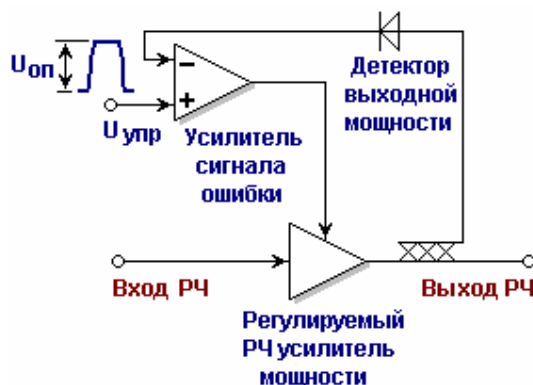 Uоп
Uупр
−
+
Усилитель
сигнала
ошибки
Детектор
выходной
мощности
Вход РЧ
Выход РЧ
Регулируемый
РЧ усилитель
мощности